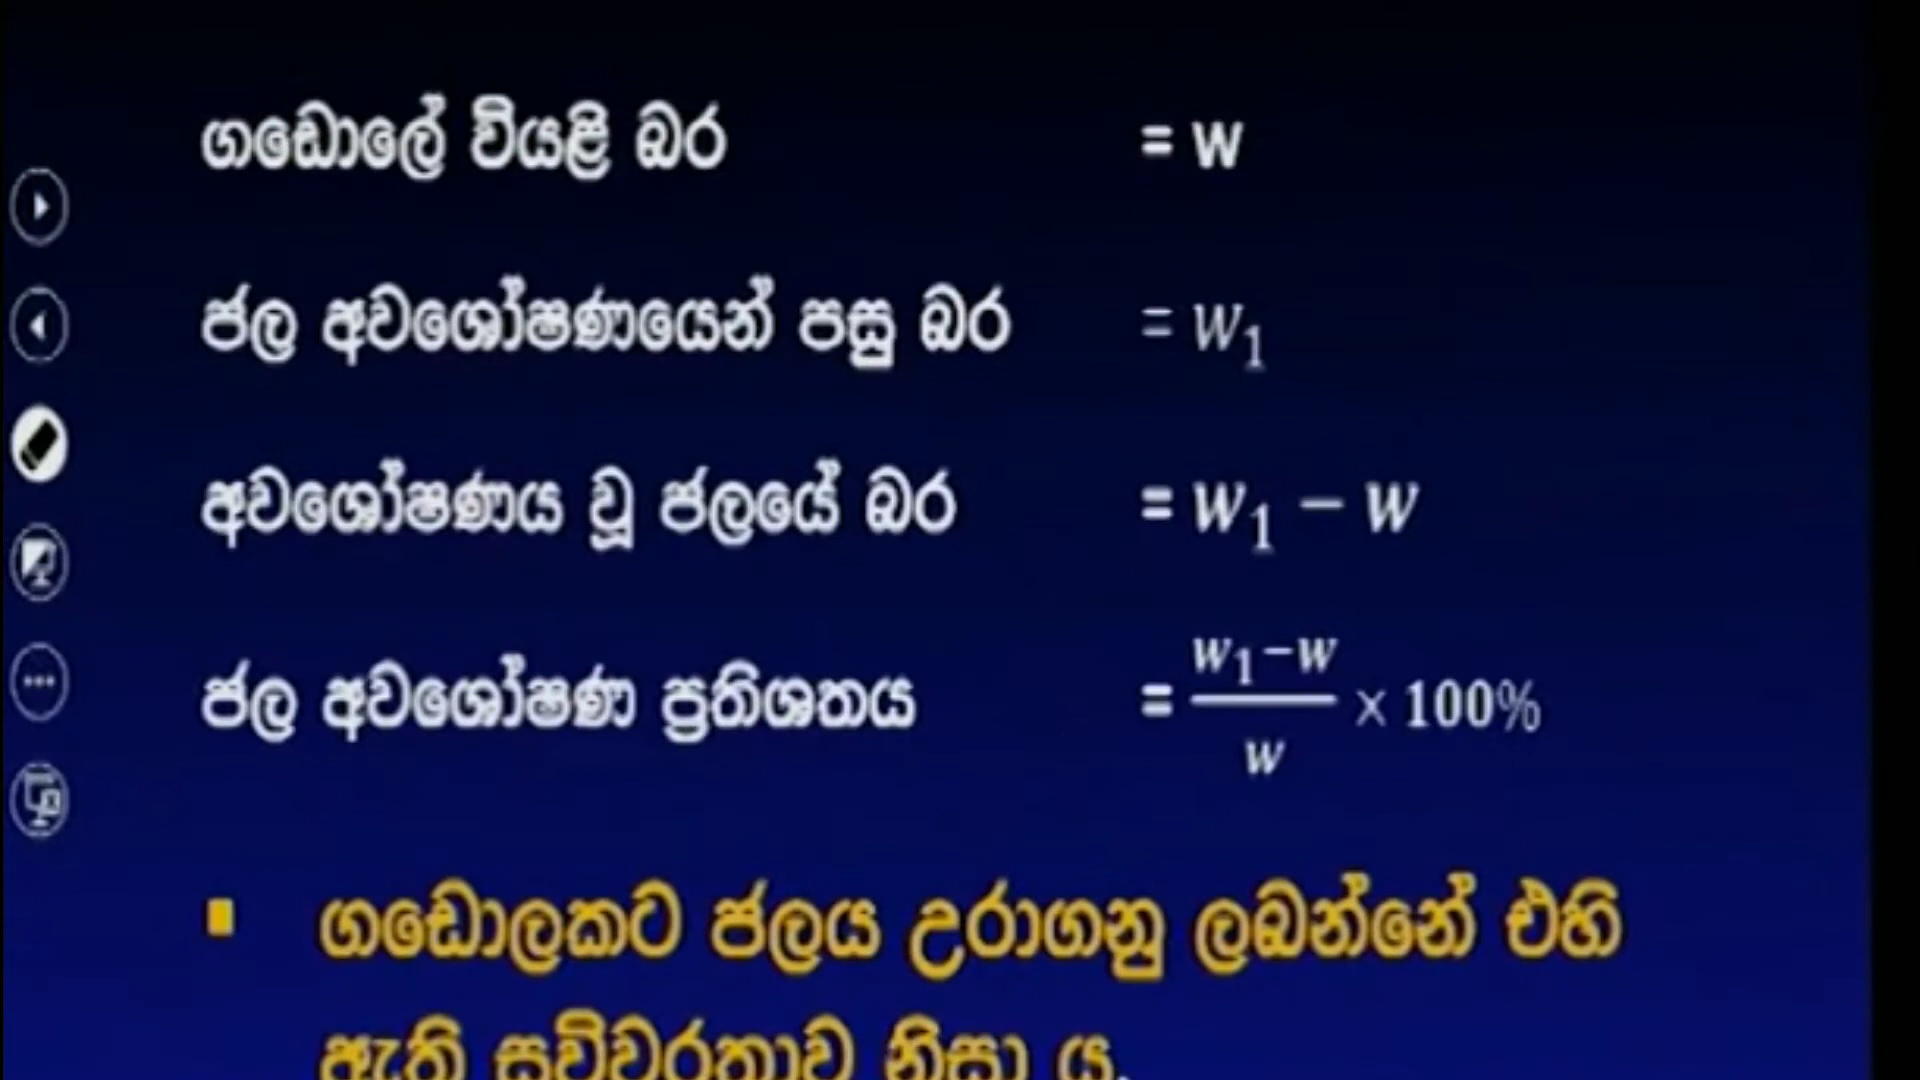 ගඩොලේ වියළි බර = w
ජල අවශෝෂණයෙන් පසු බර = w₁
අවශෝෂණය වූ ජලයේ බර = w₁ − w
ජල අවශෝෂණ ප්‍රතිශතය = (w₁−w)/w × 100%
▪ ගඩොලකට ජලය උරාගනු ලබන්නේ එහි
ඇති සවිවරතාව නිසා ය.